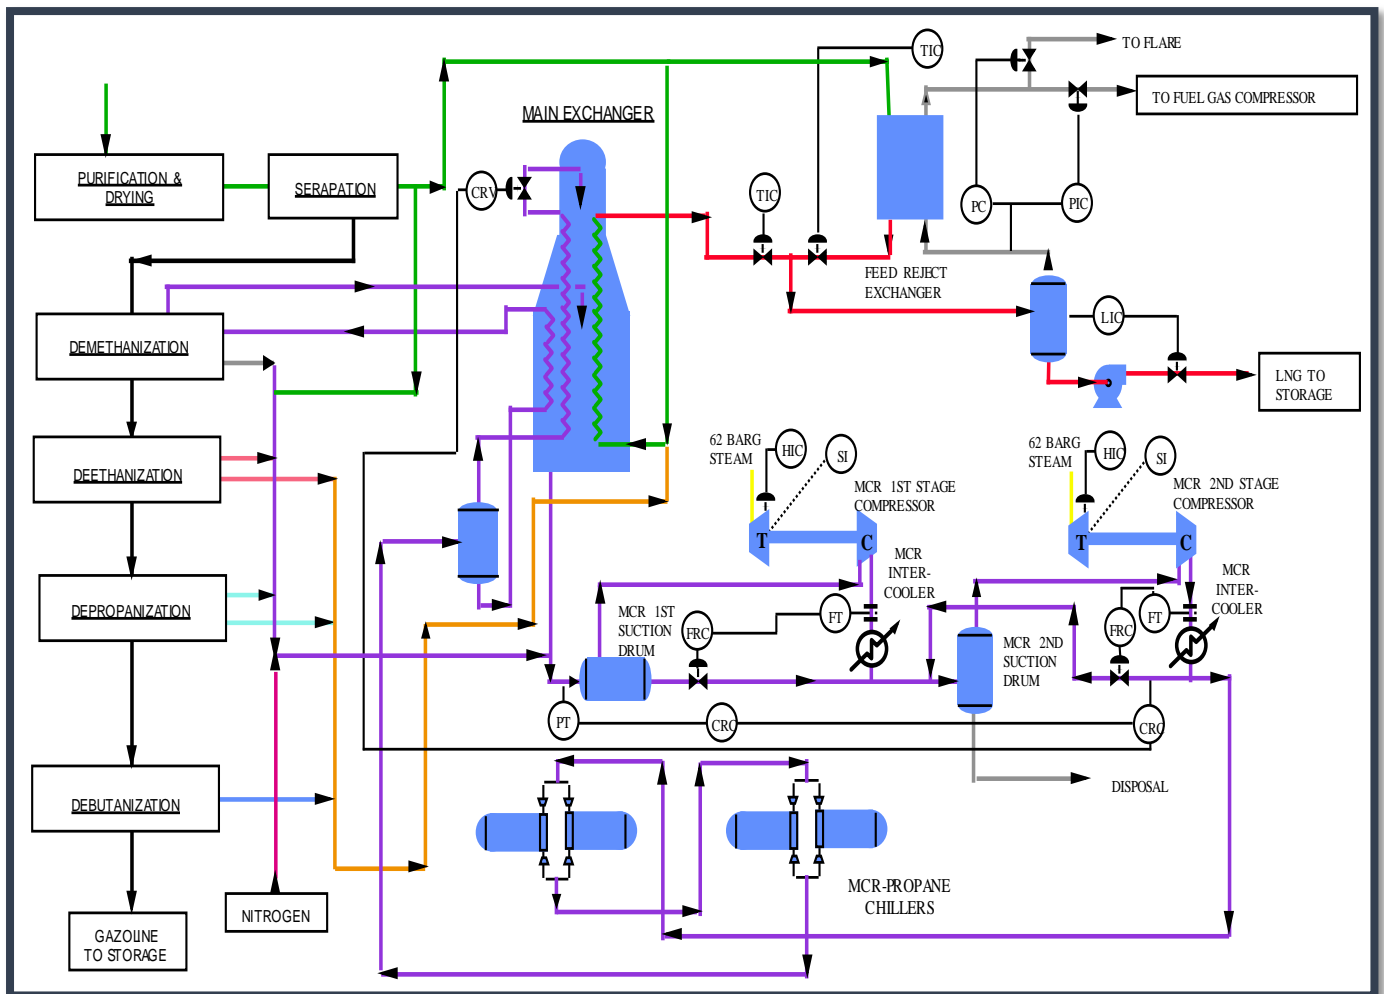 TIC
TO FLARE
TO FUEL GAS COMPRESSOR
MAIN EXCHANGER
PURIFICATION &
DRYING
SERAPATION
CRV
TIC
PC
PIC
FEED REJECT
EXCHANGER
DEMETHANIZATION
LIC
LNG TO
STORAGE
DEETHANIZATION
62 BARG
STEAM
HIC
SI
MCR 1ST STAGE
COMPRESSOR
T
C
62 BARG
STEAM
HIC
SI
MCR 2ND STAGE
COMPRESSOR
T
C
MCR
INTER-
COOLER
MCR
INTER-
COOLER
DEPROPANIZATION
MCR 1ST
SUCTION
DRUM
FRC
FT
MCR 2ND
SUCTION
DRUM
FRC
FT
PT
CRC
CRC
DISPOSAL
DEBUTANIZATION
MCR-PROPANE
CHILLERS
NITROGEN
GAZOLINE
TO STORAGE